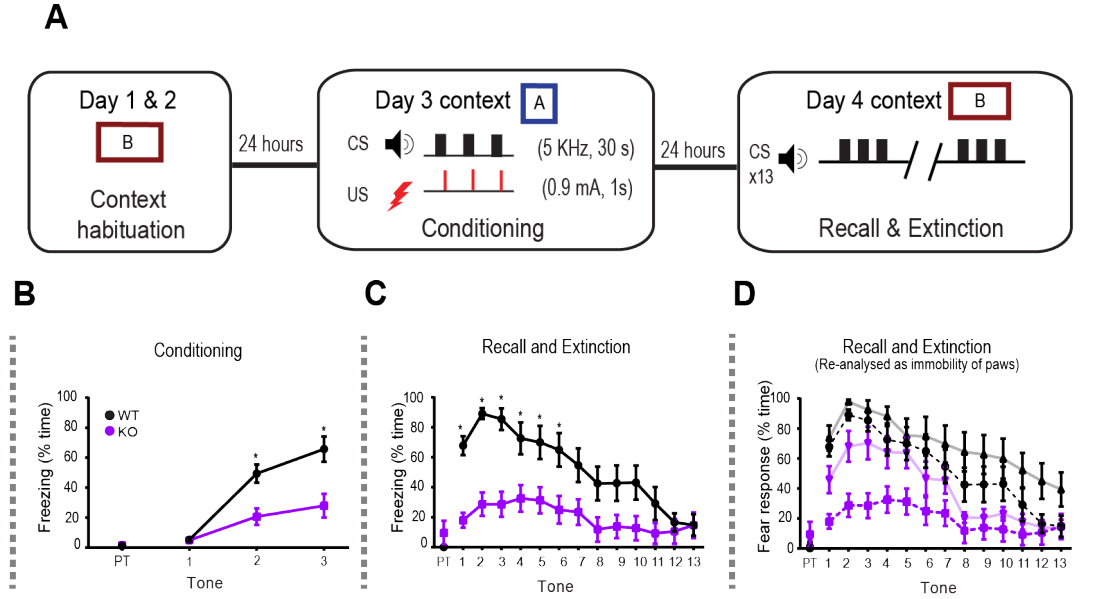 A
Day 1 & 2
B
Context
habituation
24 hours
Day 3 context A
CS
(5 KHz, 30 s)
US
(0.9 mA, 1s)
Conditioning
24 hours
Day 4 context B
CS
x13
Recall & Extinction
B
Conditioning
Freezing (% time)
100
80
60
40
20
0
WT
KO
*
*
PT 1 2 3
Tone
C
Recall and Extinction
Freezing (% time)
100
80
60
40
20
0
* * * * * *
PT 1 2 3 4 5 6 7 8 9 10 11 12 13
Tone
D
Recall and Extinction
(Re-analysed as immobility of paws)
Fear response (% time)
100
80
60
40
20
0
PT 1 2 3 4 5 6 7 8 9 10 11 12 13
Tone